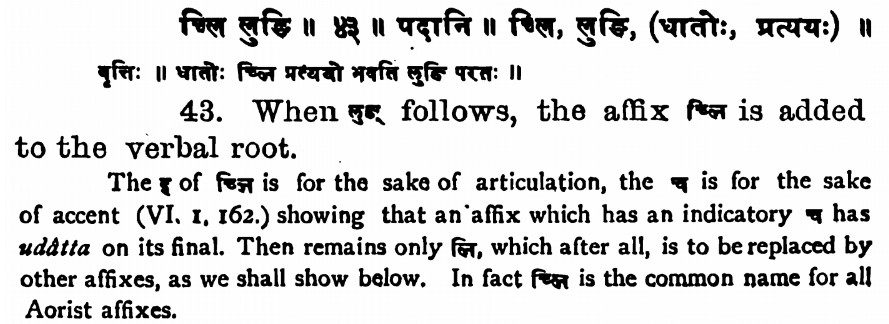 च्लि लुङि ॥ ४३ ॥ पदानि ॥ च्लि, लुङि, (धातोः, प्रत्ययः) ॥
वृत्तिः ॥ धातोः च्लि प्रत्ययो भवति लुङि परतः ॥
43. When लुङ् follows, the affix च्लि is added
to the verbal root.
The इ of च्लि is for the sake of articulation, the च is for the sake
of accent (VI. 1, 162.) showing that an affix which has an indicatory च has
udâtta on its final. Then remains only लि, which after all, is to be replaced by
other affixes, as we shall show below. In fact च्लि is the common name for all
Aorist affixes.